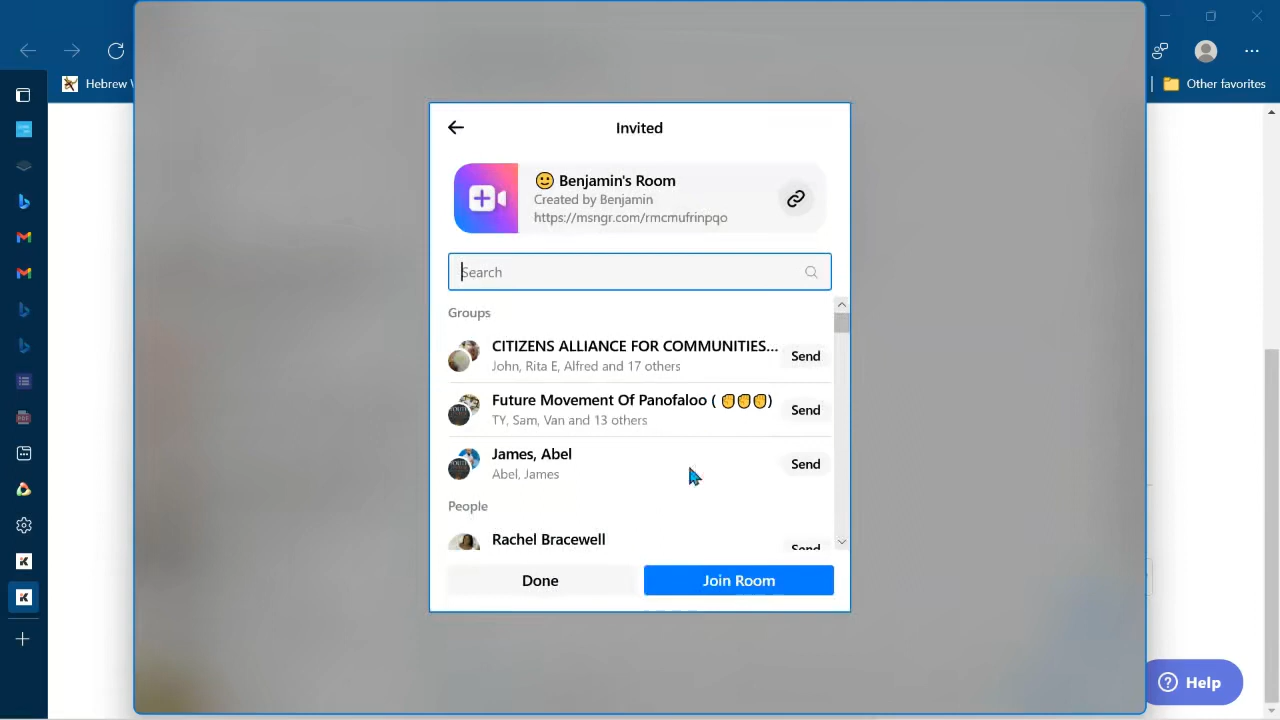 Hebrew
Other favorites
Invited
🙂 Benjamin's Room
Created by Benjamin
https://msngr.com/rmcmufrinpqo
Search
Groups
CITIZENS ALLIANCE FOR COMMUNITIES...
John, Rita E, Alfred and 17 others
Send
Future Movement Of Panofaloo ( ✊✊✊)
TY, Sam, Van and 13 others
Send
James, Abel
Abel, James
Send
People
Rachel Bracewell
Send
Done
Join Room
Help